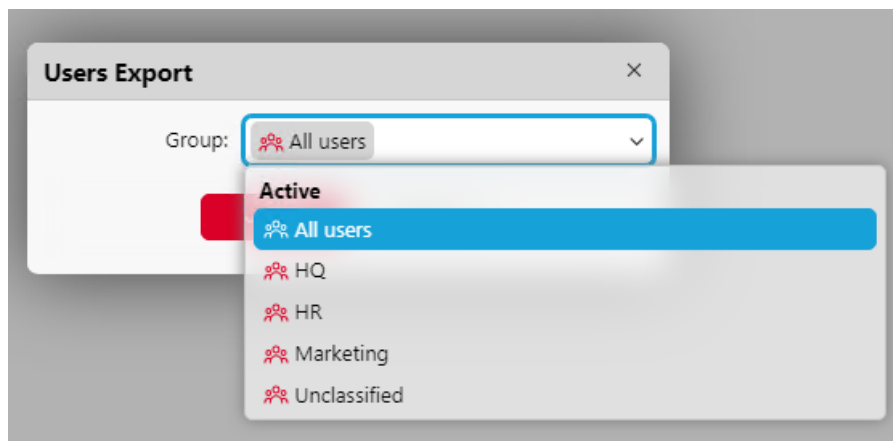 Users Export
Group: All users
Active
All users
HQ
HR
Marketing
Unclassified